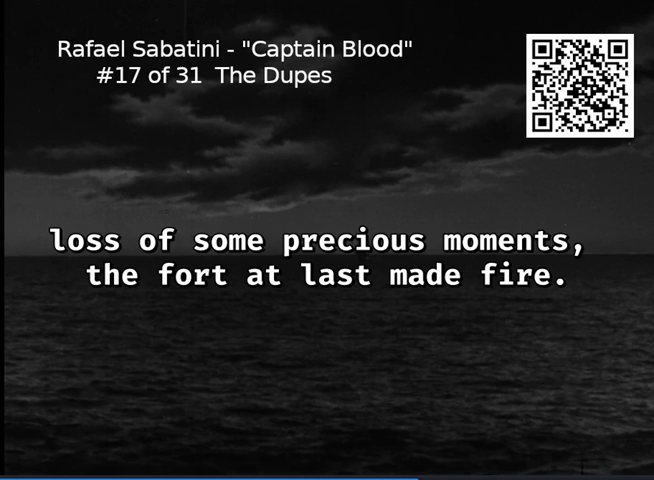 Rafael Sabatini - "Captain Blood"
#17 of 31 The Dupes
loss of some precious moments,
the fort at last made fire.